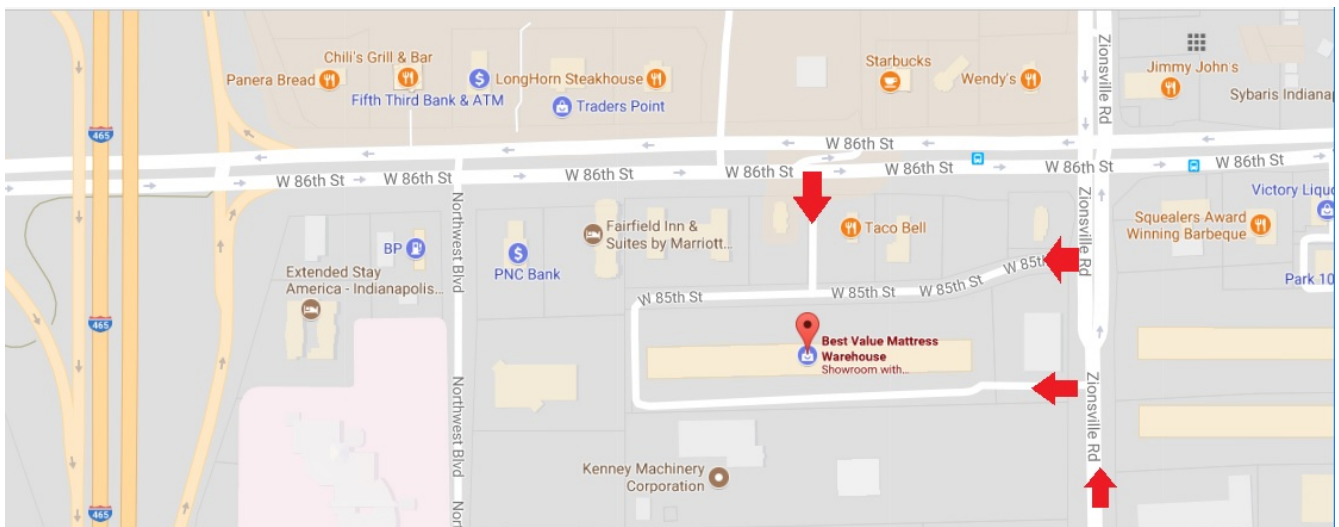 Zionsville Rd
Chili's Grill & Bar
Panera Bread
Fifth Third Bank & ATM
LongHorn Steakhouse
Traders Point
Starbucks
Wendy's
Jimmy John's
Sybaris Indianap
465
W 86th St
W 86th St
W 86th St
W 86th St
W 86th St
W 86th St
W 86th St
Northwest Blvd
Zionsville Rd
Victory Liquo
BP
PNC Bank
Fairfield Inn &
Suites by Marriott...
Taco Bell
Squealers Award
Winning Barbeque
Extended Stay
America - Indianapolis...
W 85th
Park 10
W 85th St
W 85th St
W 85th St
465
Best Value Mattress
Warehouse
Showroom with...
Northwest Blvd
Zionsville Rd
Kenney Machinery
Corporation
465